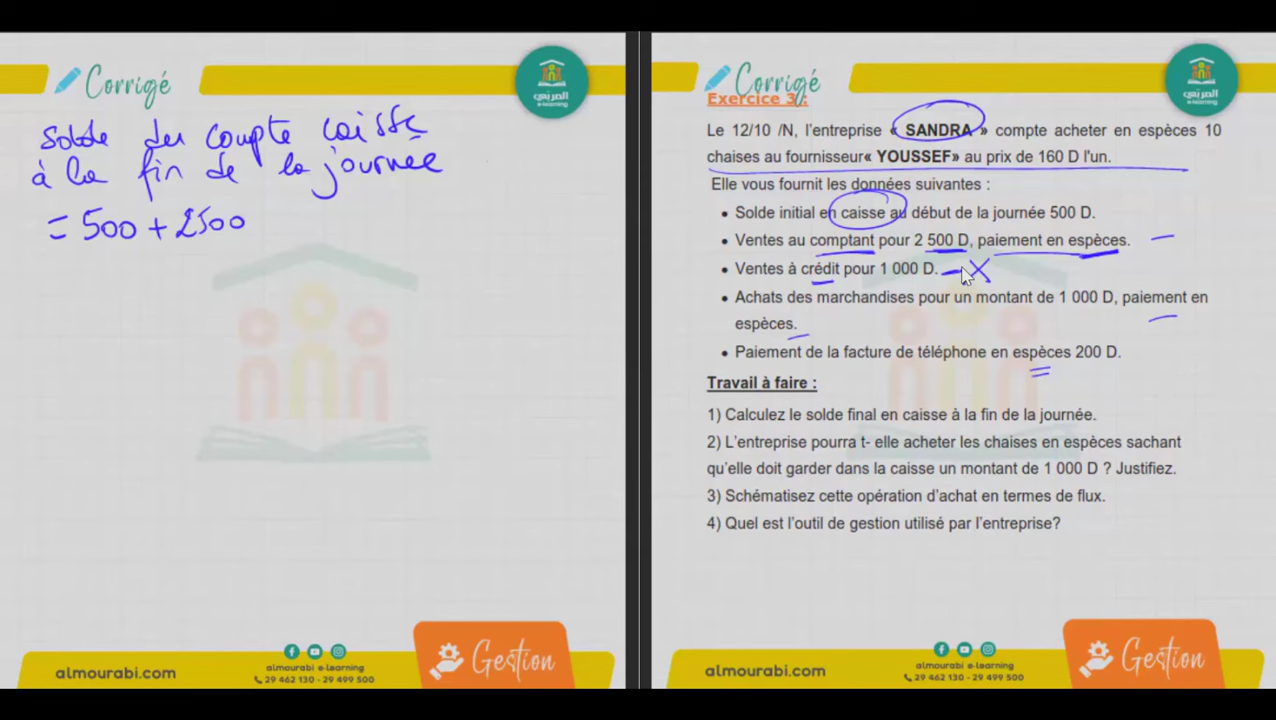 Corrigé
المربّي
e-learning
solde du compte caisse
à la fin de la journée
= 500 + 2500
Gestion
almourabi.com
almourabi e-learning
29 462 130 - 29 499 500
Corrigé
المربّي
e-learning
Exercice 3 :
Le 12/10 /N, l'entreprise « SANDRA » compte acheter en espèces 10
chaises au fournisseur« YOUSSEF» au prix de 160 D l'un.
Elle vous fournit les données suivantes :
• Solde initial en caisse au début de la journée 500 D.
• Ventes au comptant pour 2 500 D, paiement en espèces.
• Ventes à crédit pour 1 000 D.
• Achats des marchandises pour un montant de 1 000 D, paiement en
espèces.
• Paiement de la facture de téléphone en espèces 200 D.
Travail à faire :
1) Calculez le solde final en caisse à la fin de la journée.
2) L'entreprise pourra t- elle acheter les chaises en espèces sachant
qu'elle doit garder dans la caisse un montant de 1 000 D ? Justifiez.
3) Schématisez cette opération d'achat en termes de flux.
4) Quel est l'outil de gestion utilisé par l'entreprise?
Gestion
almourabi.com
almourabi e-learning
29 462 130 - 29 499 500